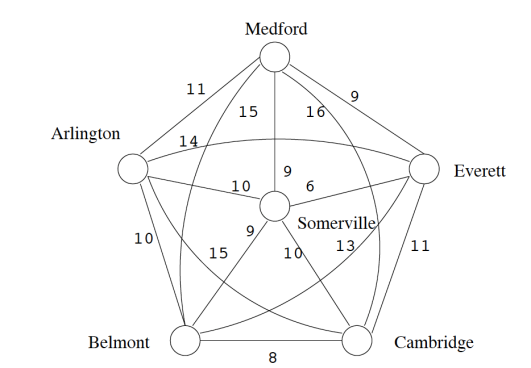 Medford
11
9
15
16
Arlington
14
9
Everett
10
6
Somerville
9
10
15
10
13
11
Belmont
Cambridge
8